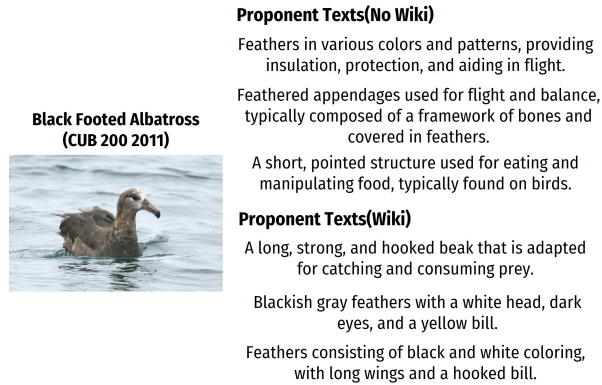 Black Footed Albatross
(CUB 200 2011)
Proponent Texts(No Wiki)
Feathers in various colors and patterns, providing
insulation, protection, and aiding in flight.
Feathered appendages used for flight and balance,
typically composed of a framework of bones and
covered in feathers.
A short, pointed structure used for eating and
manipulating food, typically found on birds.
Proponent Texts(Wiki)
A long, strong, and hooked beak that is adapted
for catching and consuming prey.
Blackish gray feathers with a white head, dark
eyes, and a yellow bill.
Feathers consisting of black and white coloring,
with long wings and a hooked bill.